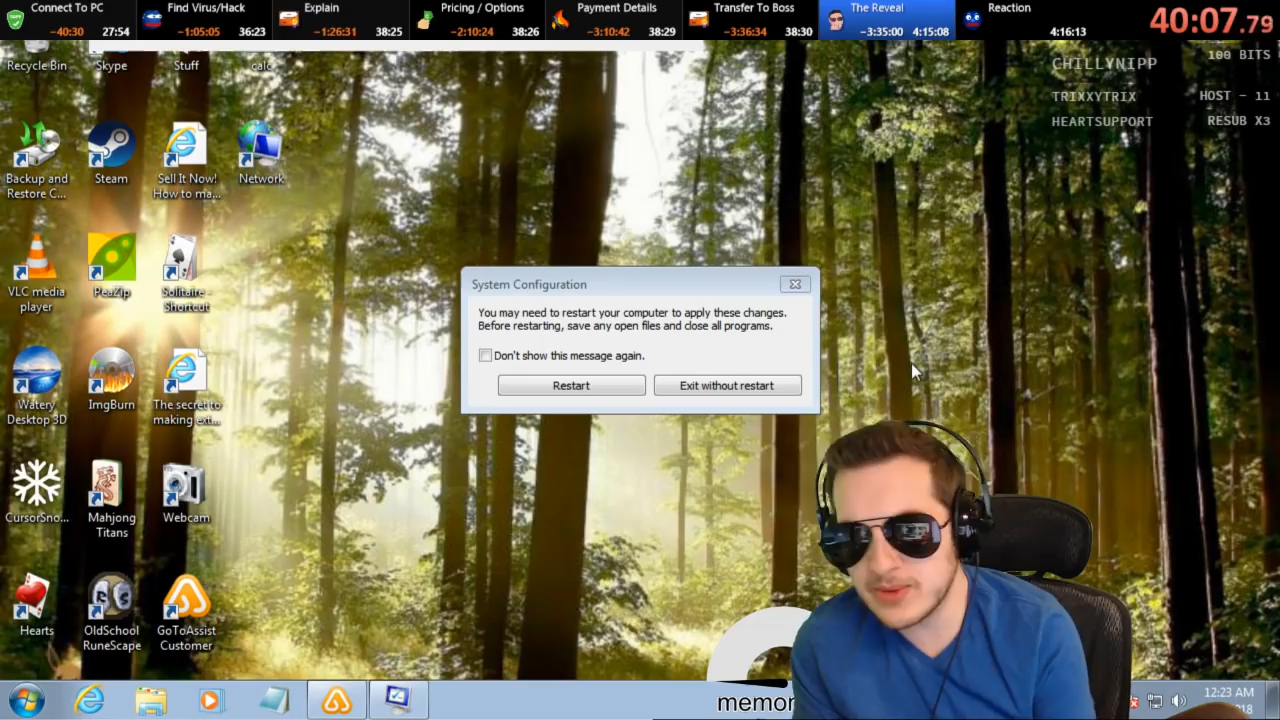 Connect To PC
-40:30 27:54
Find Virus/Hack
-1:05:05 36:23
Explain
-1:26:31 38:25
Pricing / Options
-2:10:24 38:26
Payment Details
-3:10:42 38:29
Transfer To Boss
-3:36:34 38:30
The Reveal
-3:35:00 4:15:08
Reaction
4:16:13
40:07.79
CHILLYNIPP 100 BITS
TRIXXYTRIX HOST - 11
HEARTSUPPORT RESUB X3
Recycle Bin
Skype
Stuff
calc
Backup and
Restore C...
Steam
Sell It Now!
How to ma...
Network
VLC media
player
PeaZip
Solitaire -
Shortcut
Watery
Desktop 3D
ImgBurn
The secret to
making ext...
CursorSno...
Mahjong
Titans
Webcam
Hearts
OldSchool
RuneScape
GoToAssist
Customer
System Configuration
You may need to restart your computer to apply these changes.
Before restarting, save any open files and close all programs.
Don't show this message again.
Restart
Exit without restart
memor
12:23 AM
018